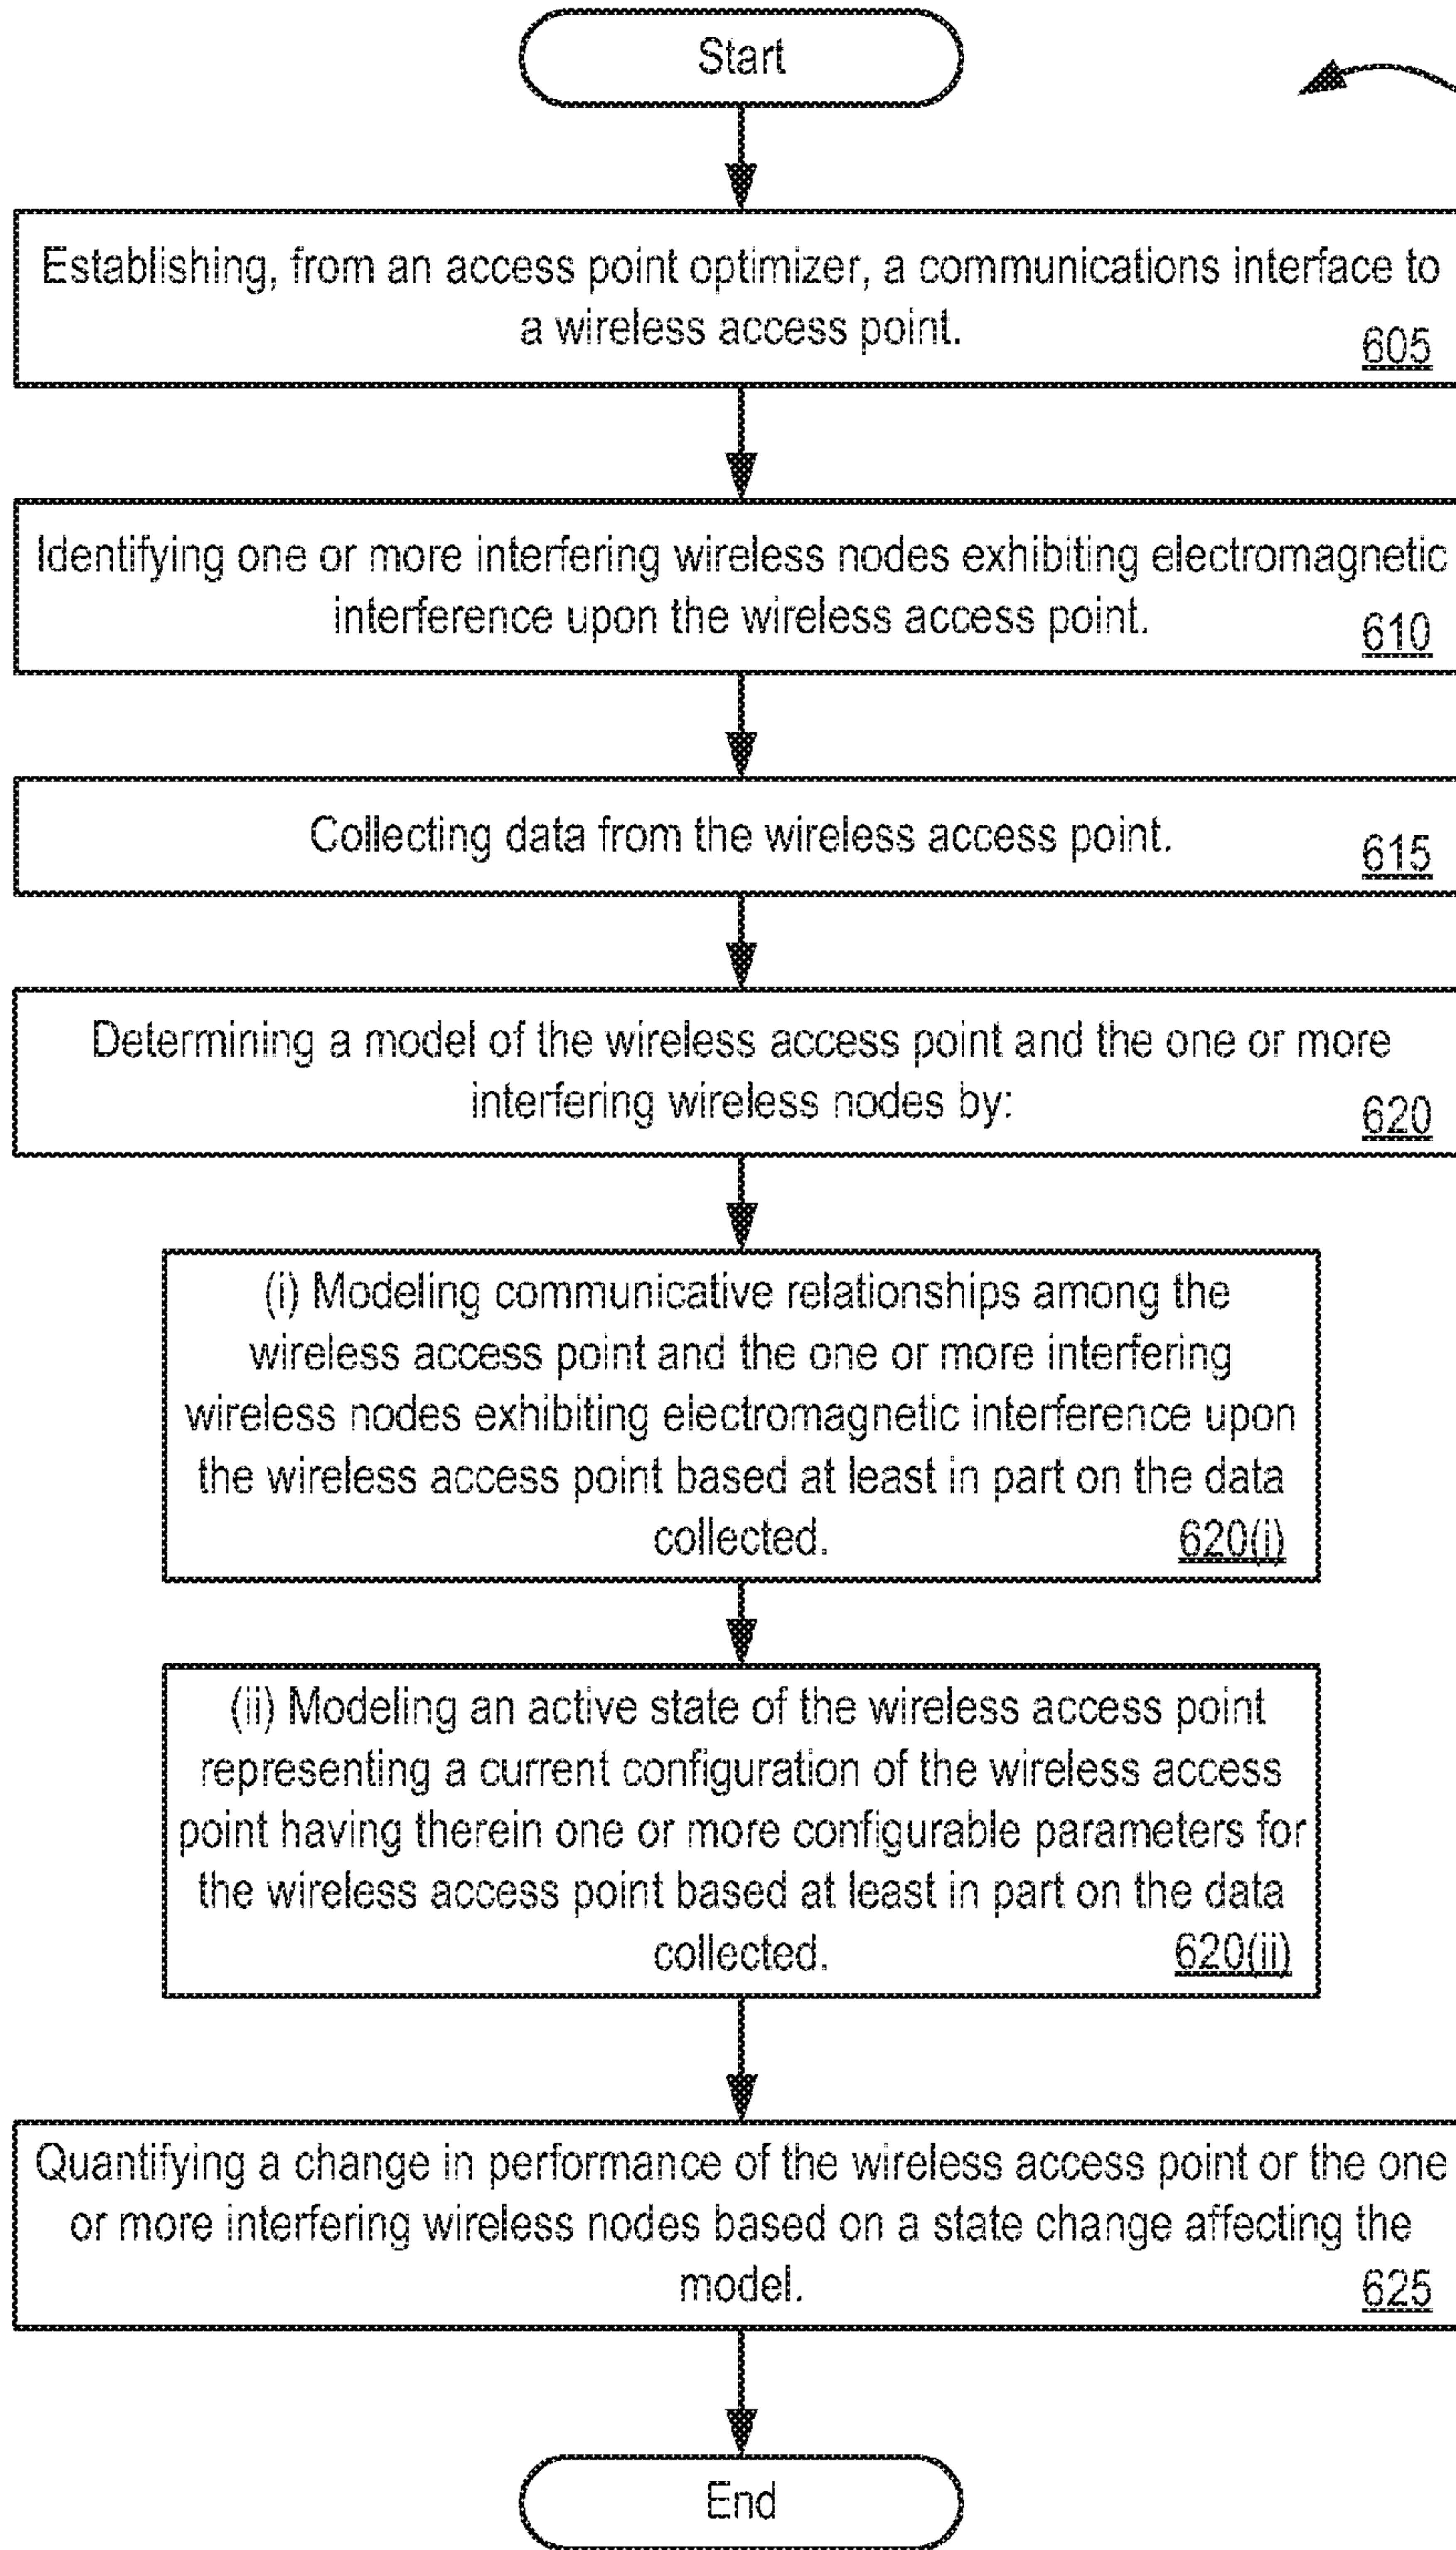 Start
Establishing, from an access point optimizer, a communications interface to
a wireless access point.
605
Identifying one or more interfering wireless nodes exhibiting electromagnetic
interference upon the wireless access point.
610
Collecting data from the wireless access point.
615
Determining a model of the wireless access point and the one or more
interfering wireless nodes by:
620
(i) Modeling communicative relationships among the
wireless access point and the one or more interfering
wireless nodes exhibiting electromagnetic interference upon
the wireless access point based at least in part on the data
collected.
620(i)
(ii) Modeling an active state of the wireless access point
representing a current configuration of the wireless access
point having therein one or more configurable parameters for
the wireless access point based at least in part on the data
collected.
620(ii)
Quantifying a change in performance of the wireless access point or the one
or more interfering wireless nodes based on a state change affecting the
model.
625
End